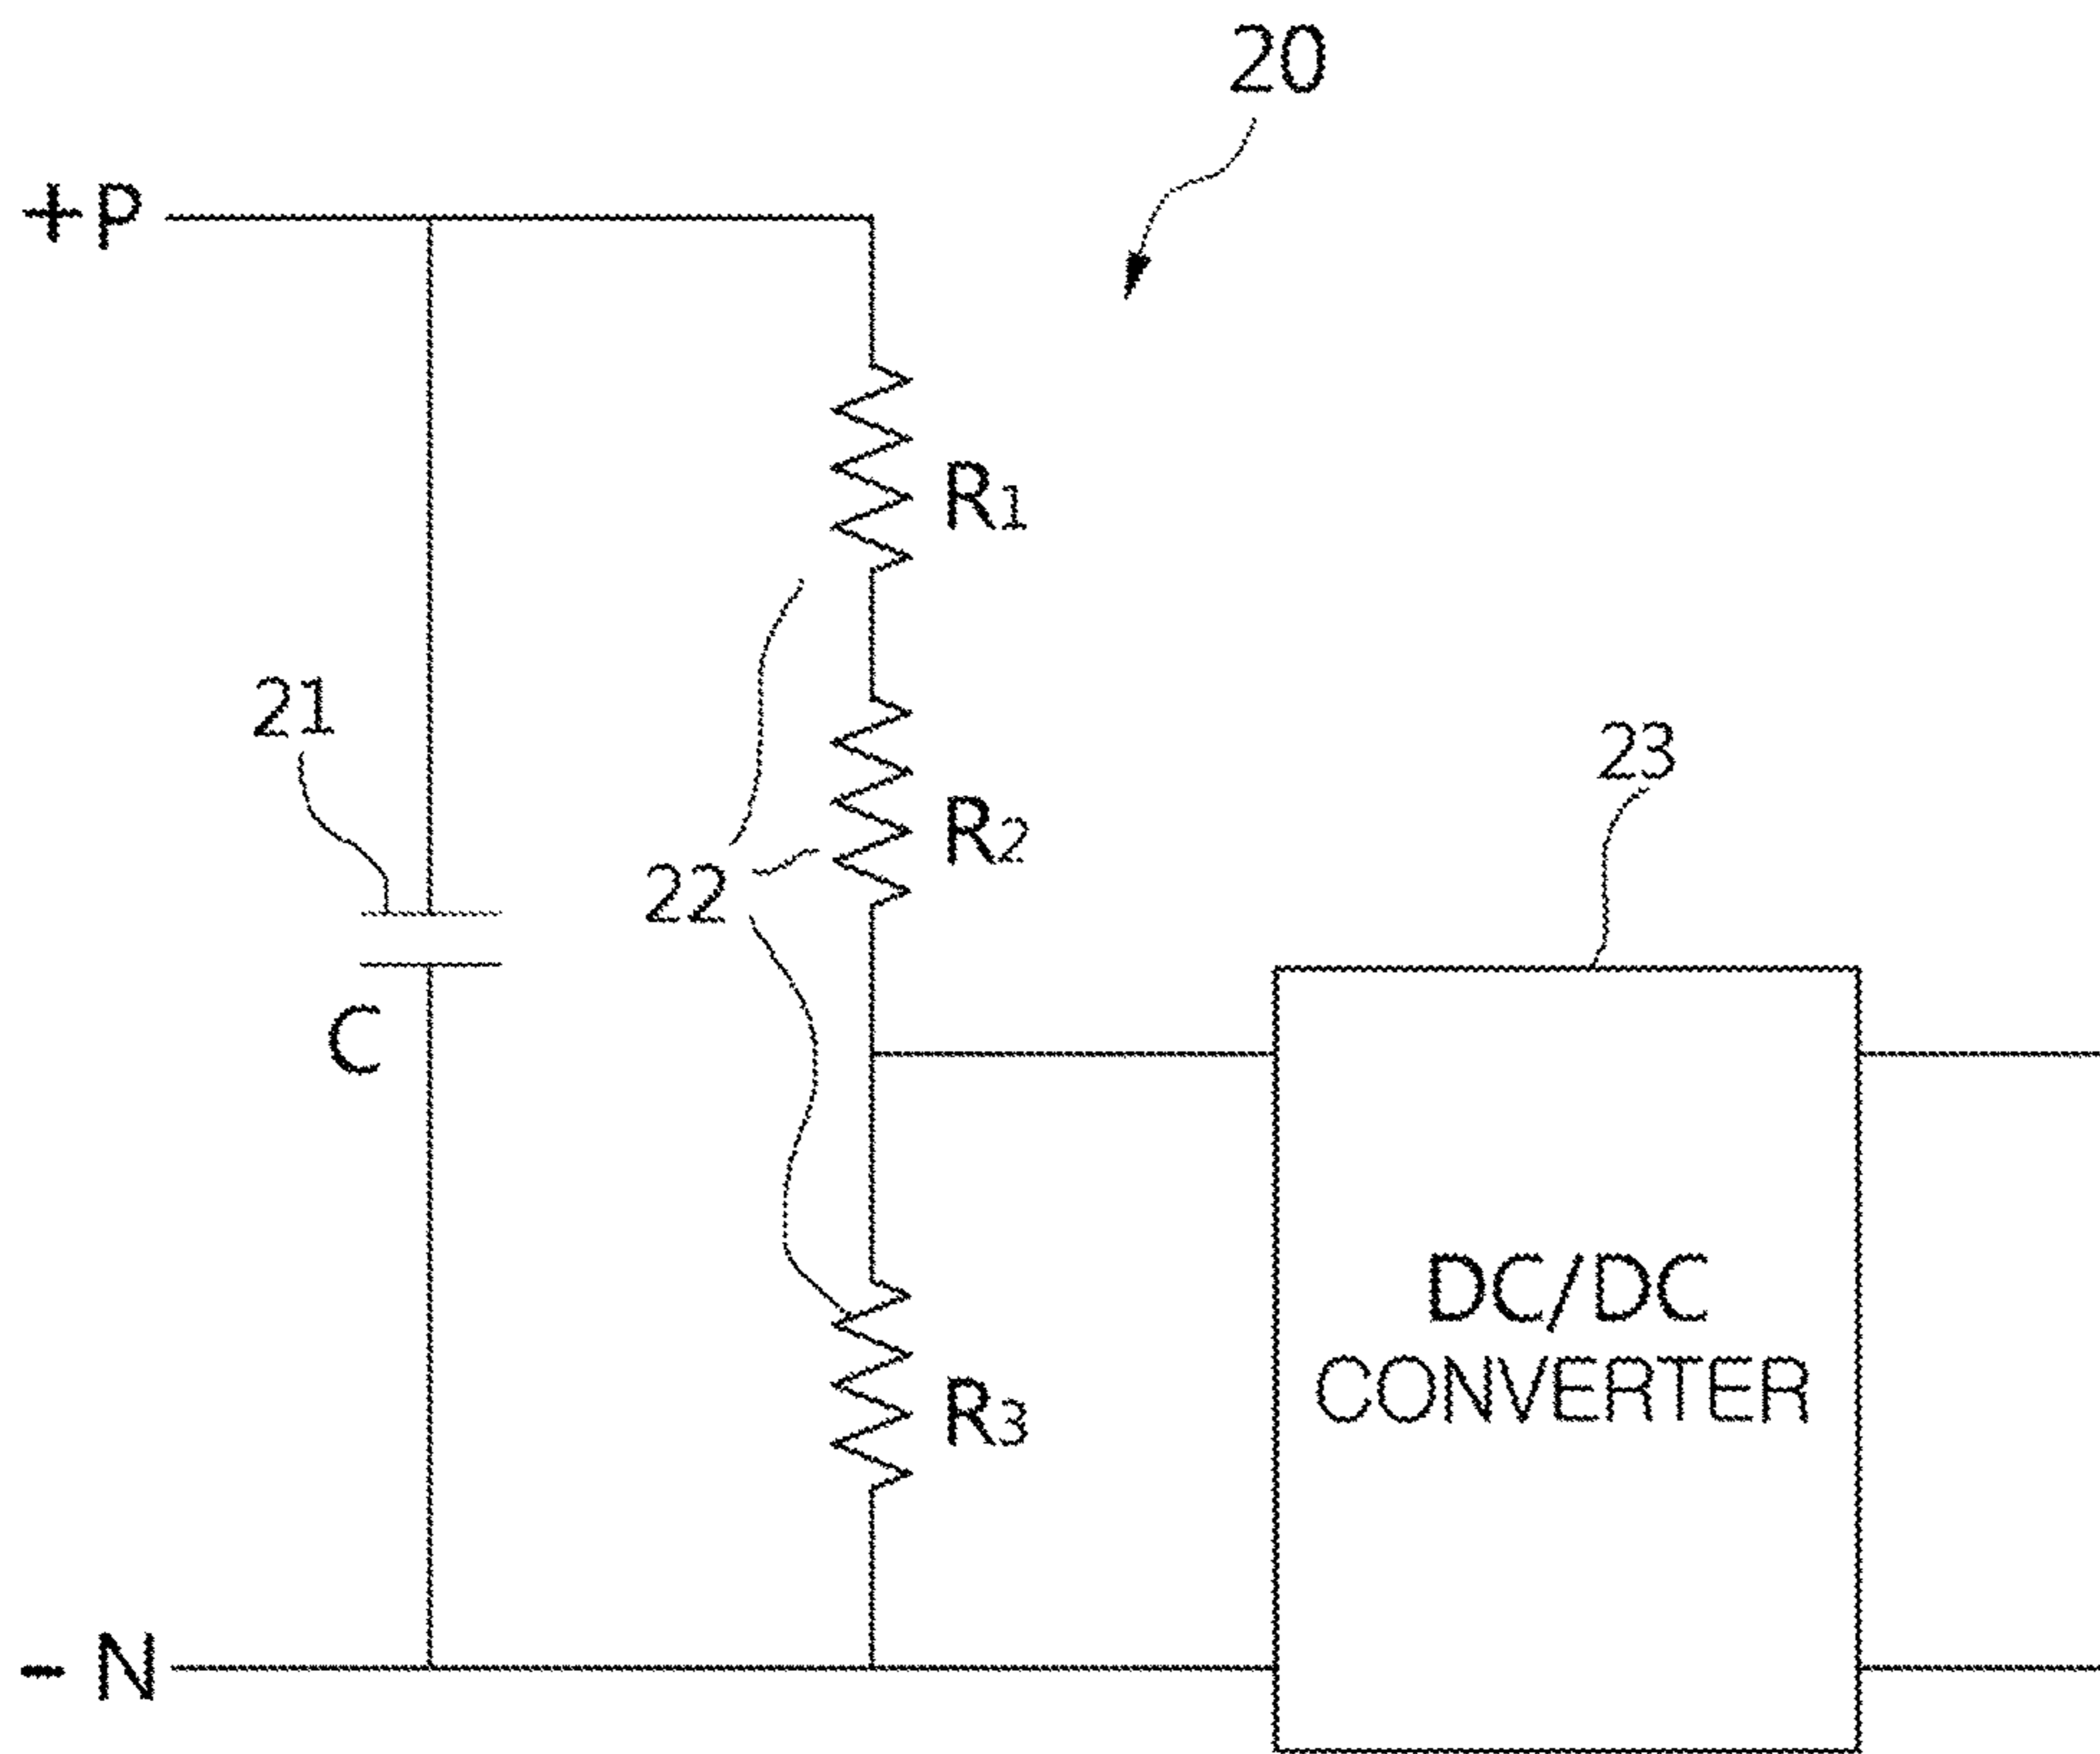 20
+P
R1
21
23
R2
22
C
DC/DC
CONVERTER
R3
-N